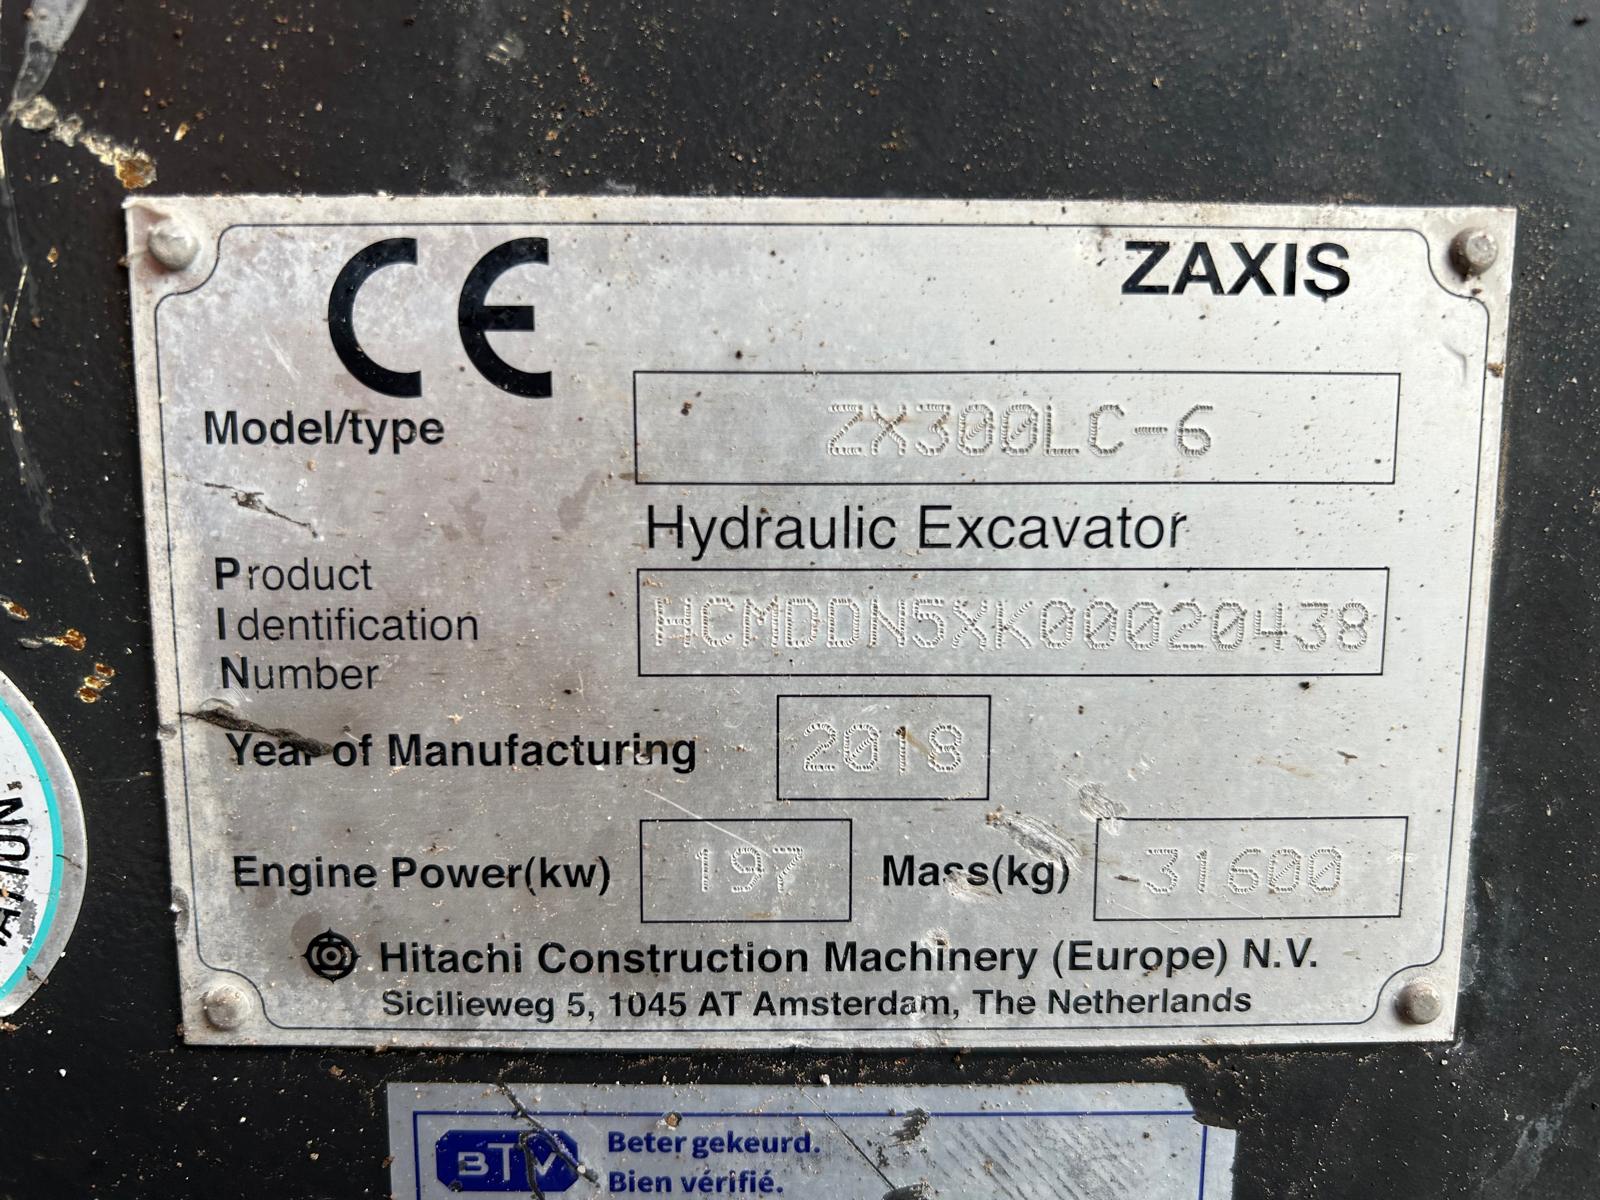 CE
ZAXIS
Model/type ZX300LC-6
Hydraulic Excavator
Product
Identification HCMDDN5XK00020438
Number
Year of Manufacturing 2018
Engine Power(kw) 197 Mass(kg) 31600
Hitachi Construction Machinery (Europe) N.V.
Sicilieweg 5, 1045 AT Amsterdam, The Netherlands
BTV
Beter gekeurd.
Bien vérifié.